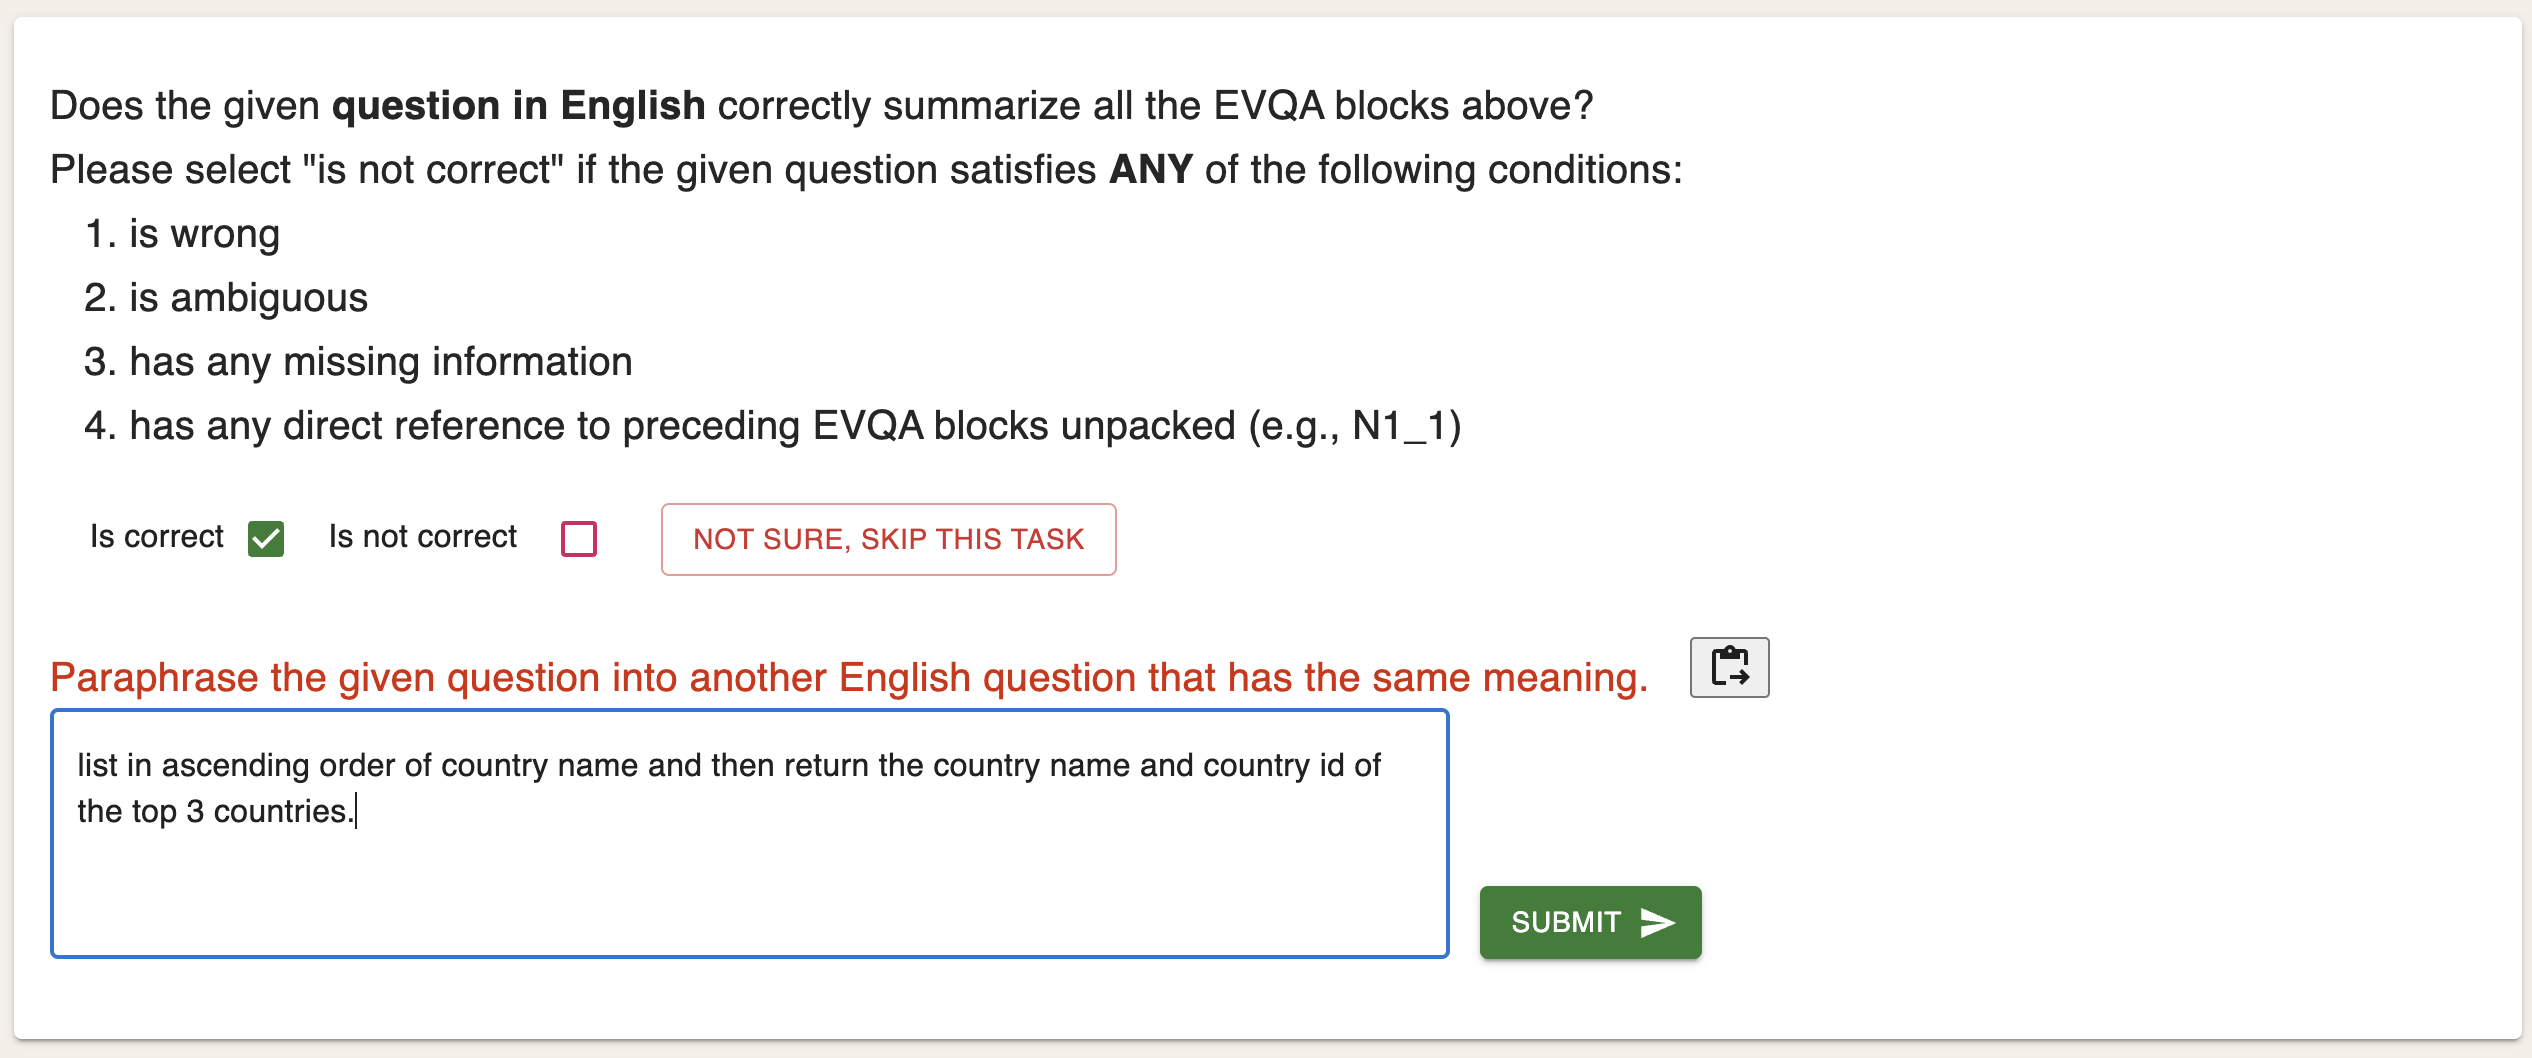 Does the given question in English correctly summarize all the EVQA blocks above?
Please select "is not correct" if the given question satisfies ANY of the following conditions:
1. is wrong
2. is ambiguous
3. has any missing information
4. has any direct reference to preceding EVQA blocks unpacked (e.g., N1_1)
Is correct Is not correct NOT SURE, SKIP THIS TASK
Paraphrase the given question into another English question that has the same meaning.
list in ascending order of country name and then return the country name and country id of
the top 3 countries.
SUBMIT